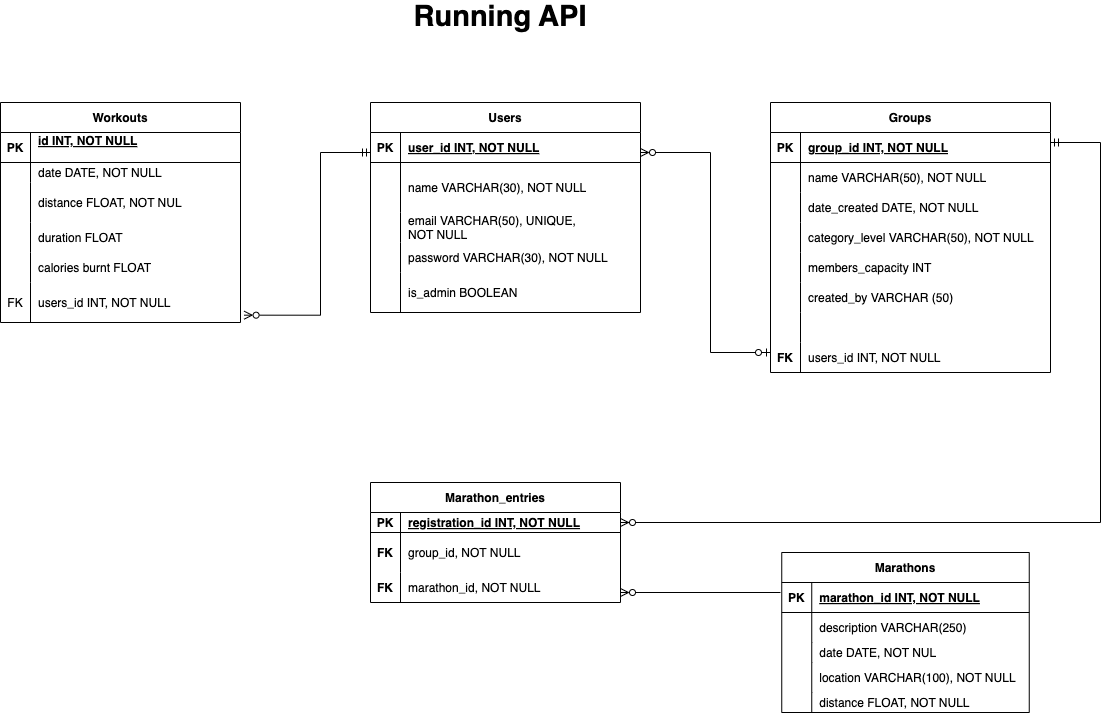 Running API
Workouts
PK id INT, NOT NULL
date DATE, NOT NULL
distance FLOAT, NOT NUL
duration FLOAT
calories burnt FLOAT
FK users_id INT, NOT NULL
Users
PK user_id INT, NOT NULL
name VARCHAR(30), NOT NULL
email VARCHAR(50), UNIQUE,
NOT NULL
password VARCHAR(30), NOT NULL
is_admin BOOLEAN
Groups
PK group_id INT, NOT NULL
name VARCHAR(50), NOT NULL
date_created DATE, NOT NULL
category_level VARCHAR(50), NOT NULL
members_capacity INT
created_by VARCHAR (50)
FK users_id INT, NOT NULL
Marathon_entries
PK registration_id INT, NOT NULL
FK group_id, NOT NULL
FK marathon_id, NOT NULL
Marathons
PK marathon_id INT, NOT NULL
description VARCHAR(250)
date DATE, NOT NUL
location VARCHAR(100), NOT NULL
distance FLOAT, NOT NULL